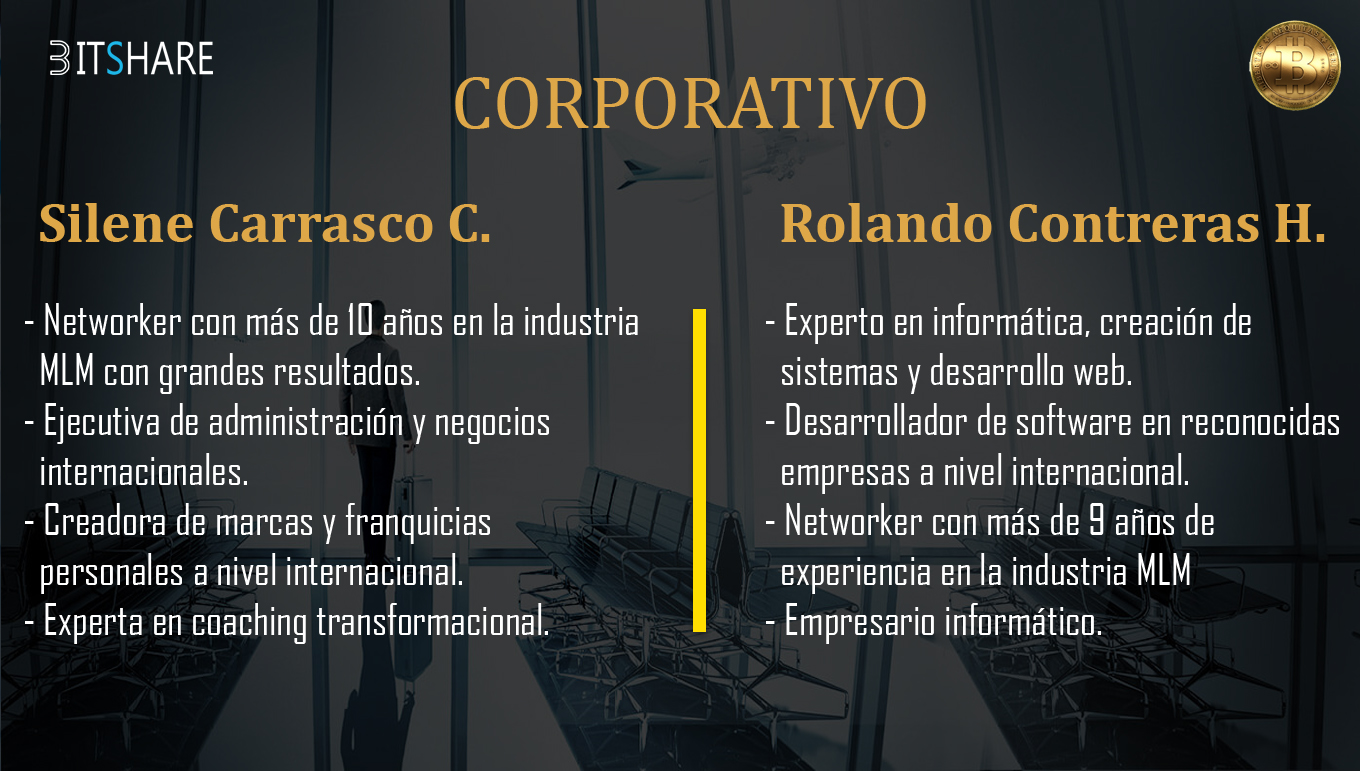 BITSHARE
CORPORATIVO
Silene Carrasco C.
- Networker con más de 10 años en la industria
MLM con grandes resultados.
- Ejecutiva de administración y negocios
internacionales.
- Creadora de marcas y franquicias
personales a nivel internacional.
- Experta en coaching transformacional.
Rolando Contreras H.
- Experto en informática, creación de
sistemas y desarrollo web.
- Desarrollador de software en reconocidas
empresas a nivel internacional.
- Networker con más de 9 años de
experiencia en la industria MLM
- Empresario informático.